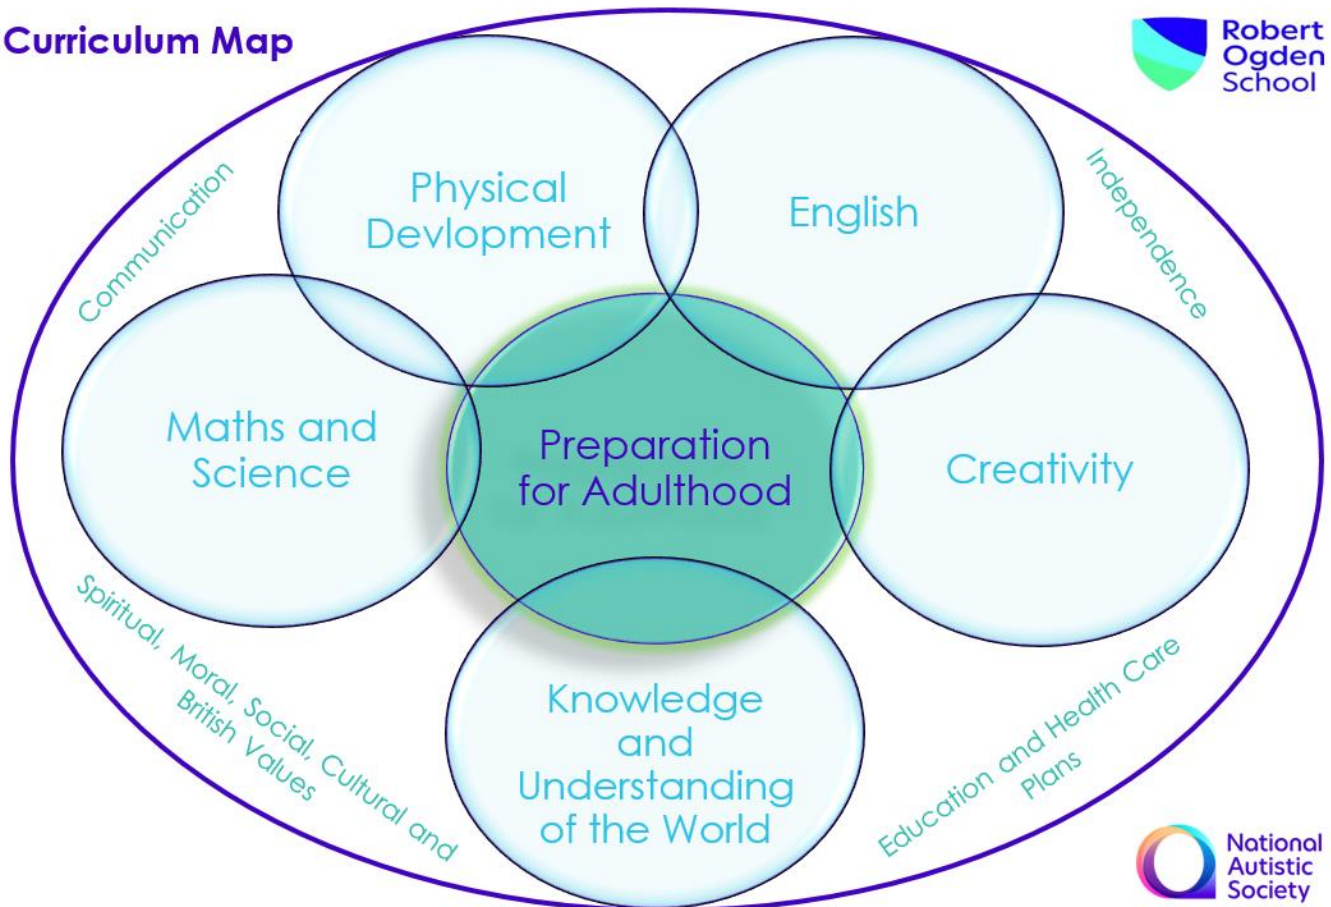 Curriculum Map
Robert
Ogden
School
Communication
Physical
Devlopment
English
Independence
Maths and
Science
Preparation
for Adulthood
Creativity
Spiritual, Moral, Social, Cultural and
British Values
Knowledge
and
Understanding
of the World
Education and Health Care
Plans
National
Autistic
Society